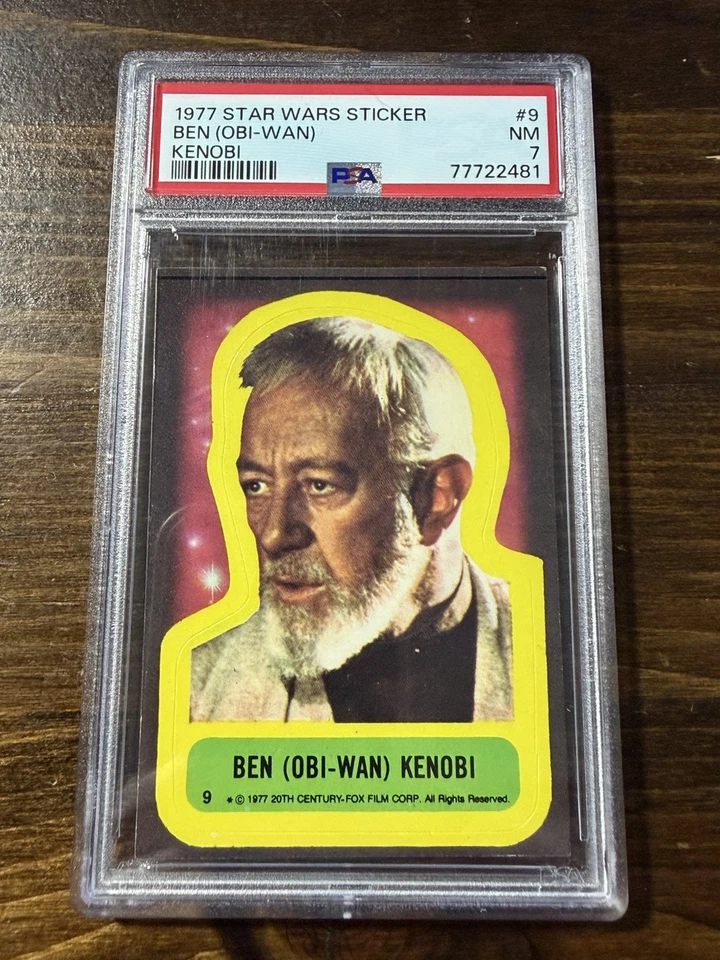 1977 STAR WARS STICKER #9
BEN (OBI-WAN) NM
KENOBI 7
PSA 77722481
BEN (OBI-WAN) KENOBI
9 * © 1977 20TH CENTURY-FOX FILM CORP. All Rights Reserved.
PSA